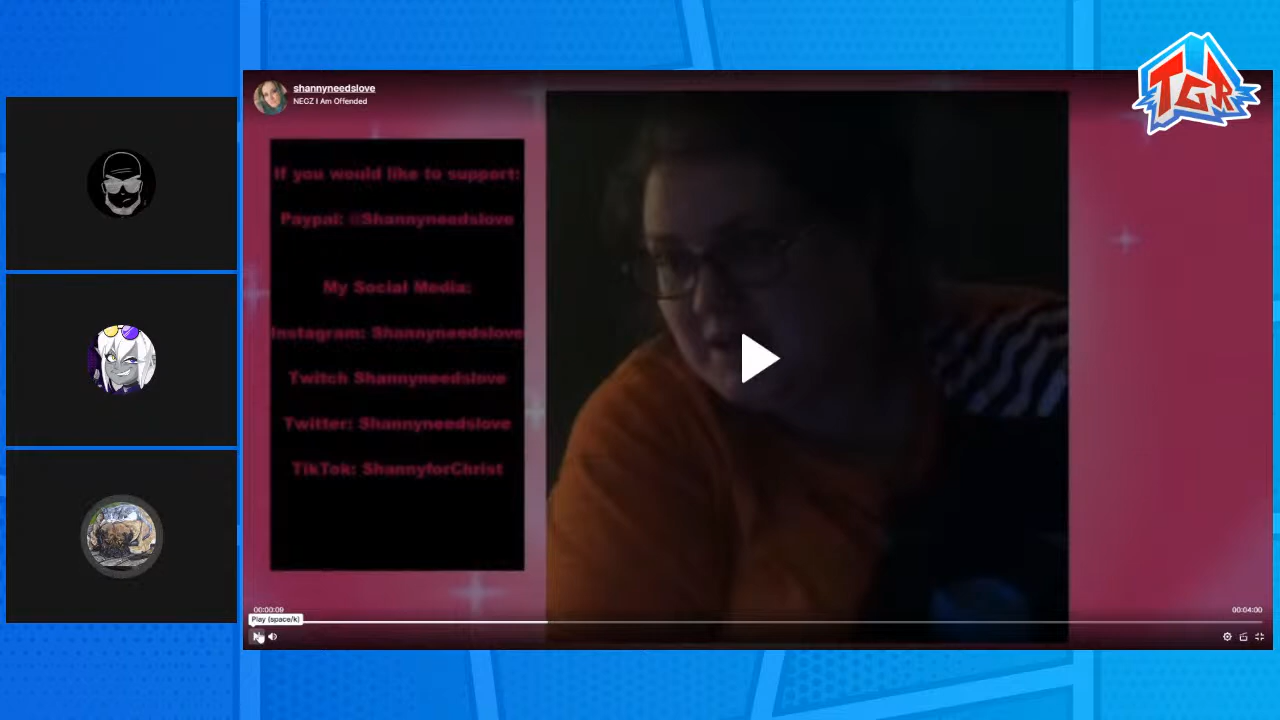 TGR
shannyneedslove
NECZ I Am Offended
If you would like to support:
Paypal: @Shannyneedslove
My Social Media:
Instagram: Shannyneedslove
Twitch Shannyneedslove
Twitter: Shannyneedslove
TikTok: ShannyforChrist
00:00:09
00:04:00
Play (space/k)